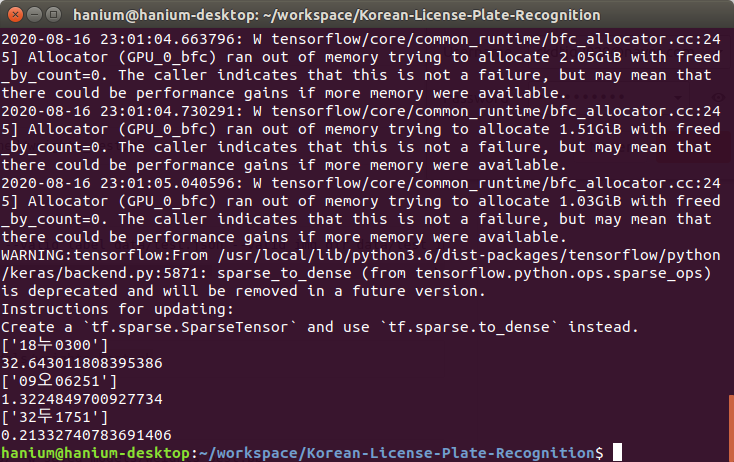 hanium@hanium-desktop: ~/workspace/Korean-License-Plate-Recognition
2020-08-16 23:01:04.663796: W tensorflow/core/common_runtime/bfc_allocator.cc:24
5] Allocator (GPU_0_bfc) ran out of memory trying to allocate 2.05GiB with freed
_by_count=0. The caller indicates that this is not a failure, but may mean that
there could be performance gains if more memory were available.
2020-08-16 23:01:04.730291: W tensorflow/core/common_runtime/bfc_allocator.cc:24
5] Allocator (GPU_0_bfc) ran out of memory trying to allocate 1.51GiB with freed
_by_count=0. The caller indicates that this is not a failure, but may mean that
there could be performance gains if more memory were available.
2020-08-16 23:01:05.040596: W tensorflow/core/common_runtime/bfc_allocator.cc:24
5] Allocator (GPU_0_bfc) ran out of memory trying to allocate 1.03GiB with freed
_by_count=0. The caller indicates that this is not a failure, but may mean that
there could be performance gains if more memory were available.
WARNING:tensorflow:From /usr/local/lib/python3.6/dist-packages/tensorflow/python
/keras/backend.py:5871: sparse_to_dense (from tensorflow.python.ops.sparse_ops)
is deprecated and will be removed in a future version.
Instructions for updating:
Create a `tf.sparse.SparseTensor` and use `tf.sparse.to_dense` instead.
['18누0300']
32.643011808395386
['09오06251']
1.3224849700927734
['32두1751']
0.21332740783691406
hanium@hanium-desktop:~/workspace/Korean-License-Plate-Recognition$